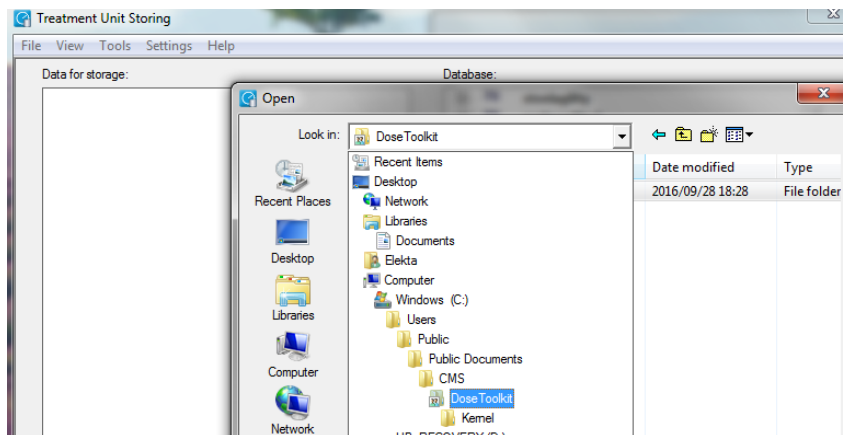 Treatment Unit Storing
File View Tools Settings Help
Data for storage:
Database:
Open
Look in:
DoseToolkit
Recent Items
Desktop
Network
Libraries
Documents
Elekta
Computer
Windows (C:)
Users
Public
Public Documents
CMS
DoseToolkit
Kernel
Recent Places
Desktop
Libraries
Computer
Network
Date modified Type
2016/09/28 18:28 File folder